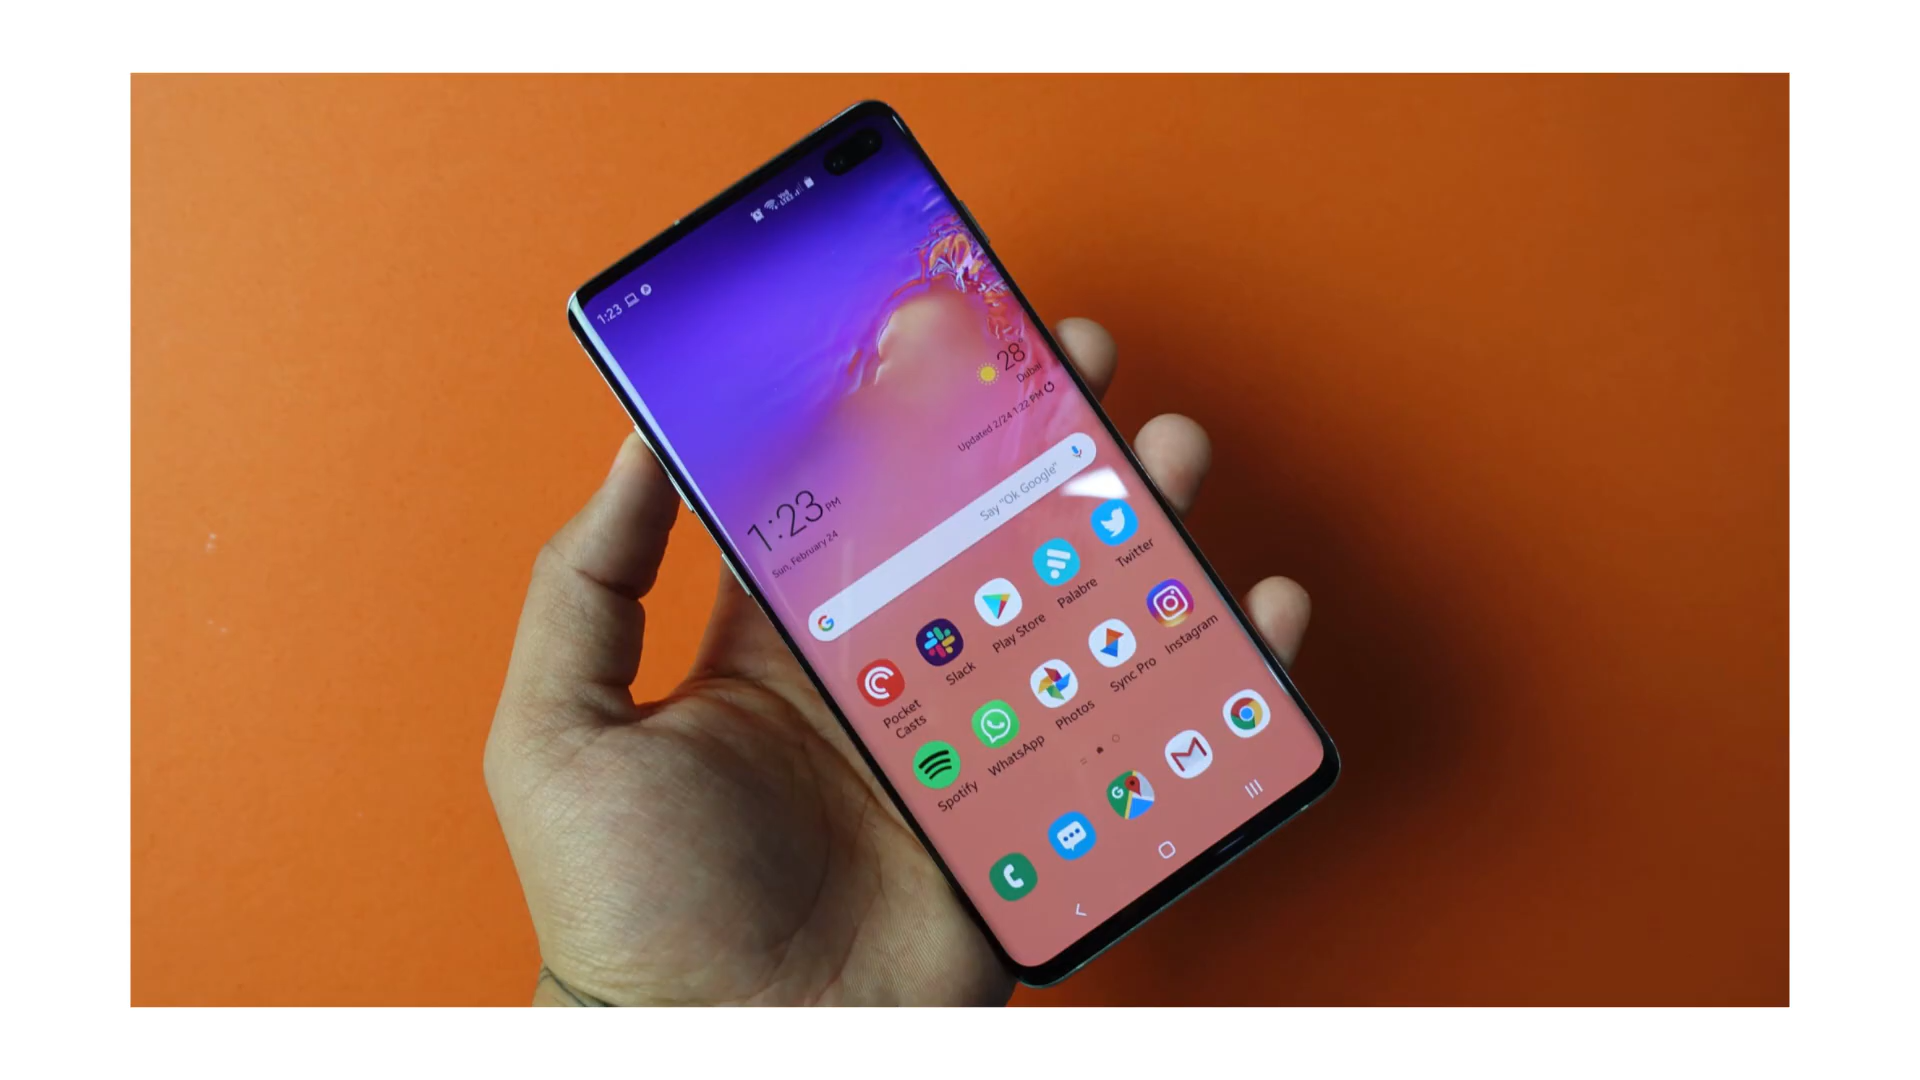 1:23
28°
Dubai
Updated 2/24 1:22 PM
1:23 PM
Sun, February 24
G Say "Ok Google"
Pocket Casts
Slack
Play Store
Palabre
Twitter
Spotify
WhatsApp
Photos
Sync Pro
Instagram
G